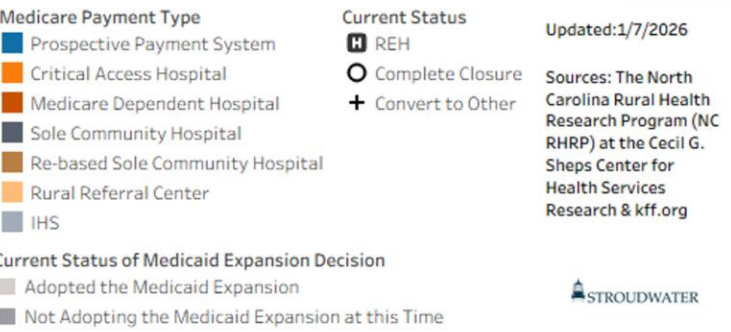 Medicare Payment Type
Prospective Payment System
Critical Access Hospital
Medicare Dependent Hospital
Sole Community Hospital
Re-based Sole Community Hospital
Rural Referral Center
IHS
Current Status
H REH
Complete Closure
Convert to Other
Updated:1/7/2026
Sources: The North
Carolina Rural Health
Research Program (NC
RHRP) at the Cecil G.
Sheps Center for
Health Services
Research & kff.org
Current Status of Medicaid Expansion Decision
Adopted the Medicaid Expansion
Not Adopting the Medicaid Expansion at this Time
STROUDWATER